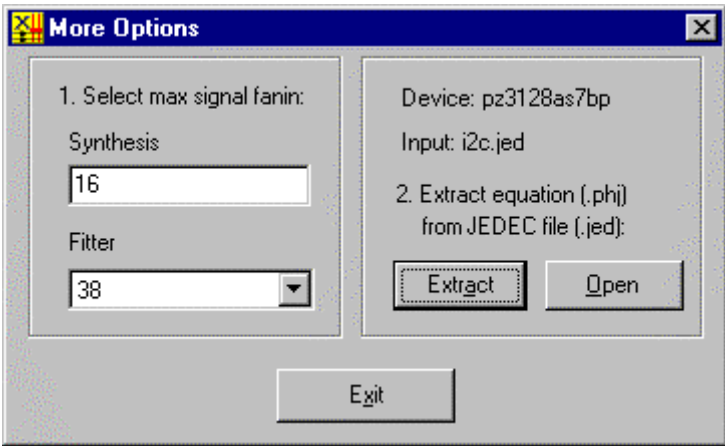 More Options
1. Select max signal fanin:
Synthesis
16
Fitter
38
Device: pz3128as7bp
Input: i2c.jed
2. Extract equation (.phj)
from JEDEC file (.jed):
Extract
Open
Exit